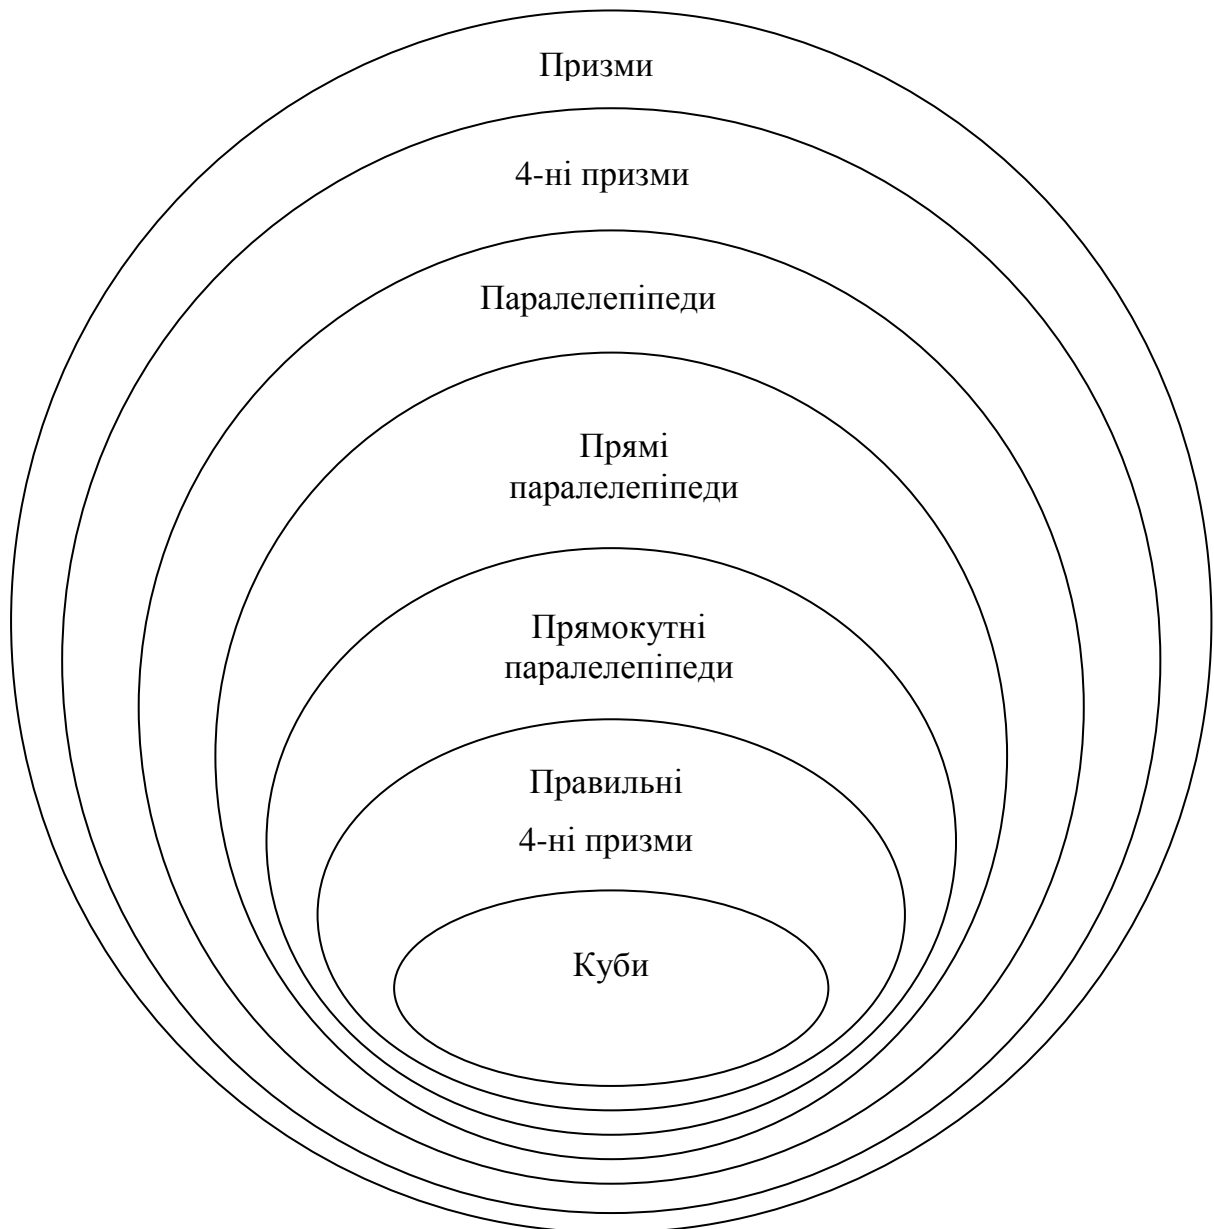 Призми
4-ні призми
Паралелепіпеди
Прямі
паралелепіпеди
Прямокутні
паралелепіпеди
Правильні
4-ні призми
Куби